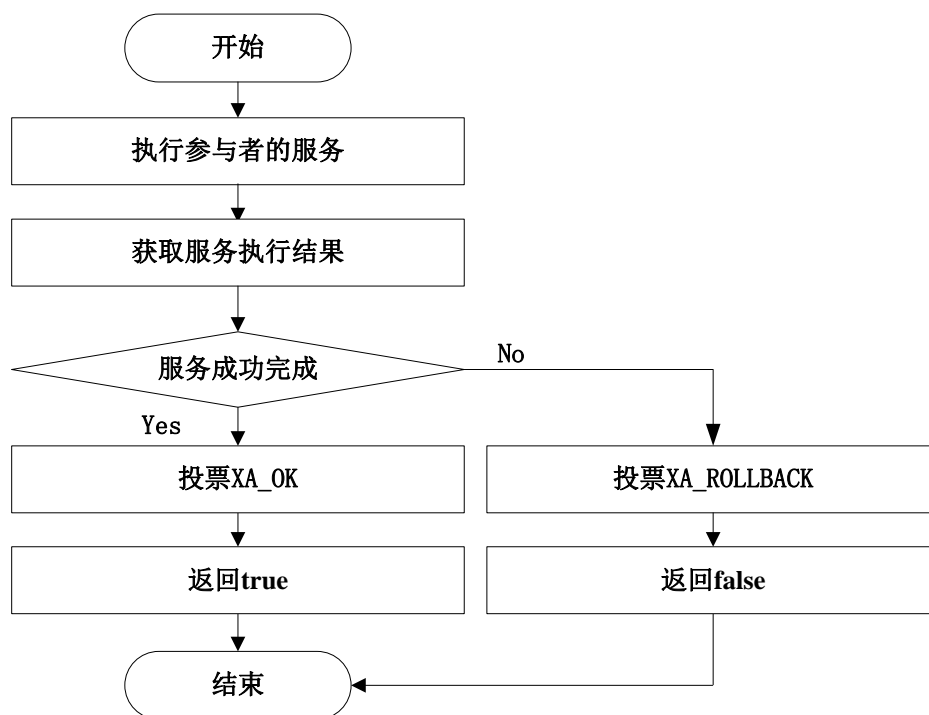 开始
执行参与者的服务
获取服务执行结果
服务成功完成
No
Yes
投票XA_OK
投票XA_ROLLBACK
返回true
返回false
结束